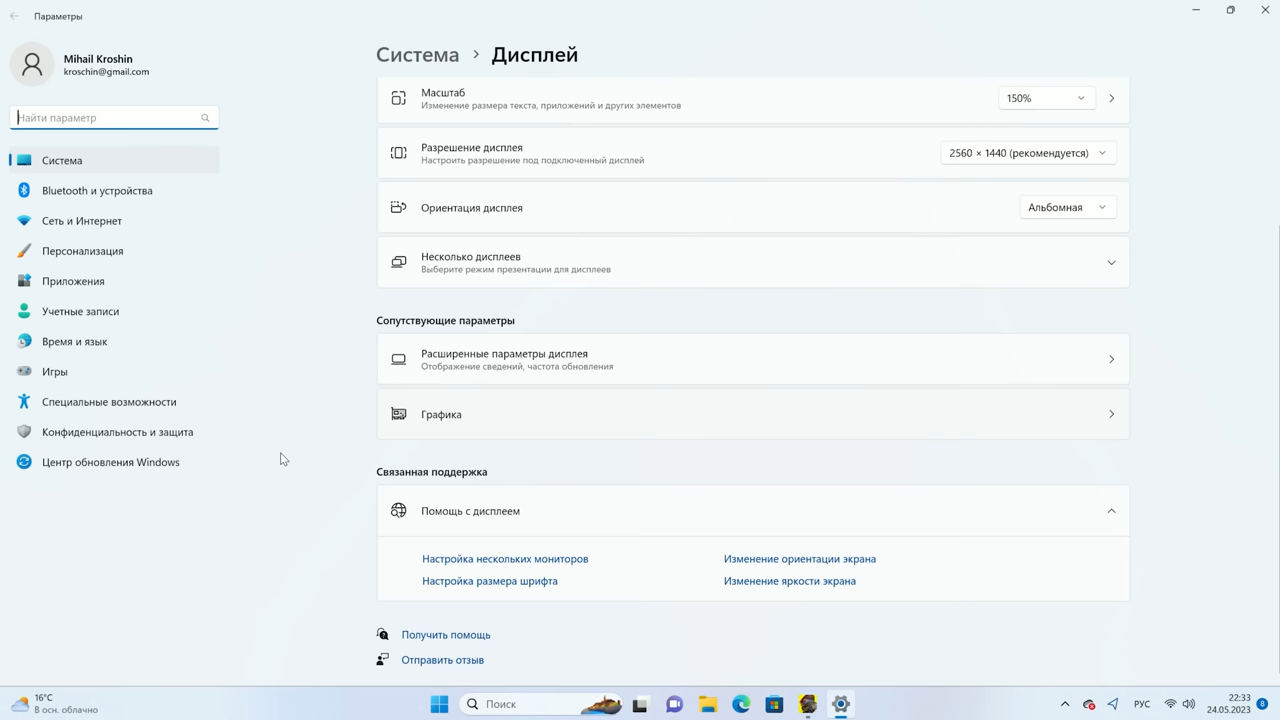 Параметры
Mihail Kroshin
kroschin@gmail.com
Найти параметр
Система
Bluetooth и устройства
Сеть и Интернет
Персонализация
Приложения
Учетные записи
Время и язык
Игры
Специальные возможности
Конфиденциальность и защита
Центр обновления Windows
Система > Дисплей
Масштаб
Изменение размера текста, приложений и других элементов
150%
Разрешение дисплея
Настроить разрешение под подключенный дисплей
2560 × 1440 (рекомендуется)
Ориентация дисплея
Альбомная
Несколько дисплеев
Выберите режим презентации для дисплеев
Сопутствующие параметры
Расширенные параметры дисплея
Отображение сведений, частота обновления
Графика
Связанная поддержка
Помощь с дисплеем
Настройка нескольких мониторов
Изменение ориентации экрана
Настройка размера шрифта
Изменение яркости экрана
Получить помощь
Отправить отзыв
16°C
В осн. облачно
Поиск
РУС
22:33
24.05.2023
8